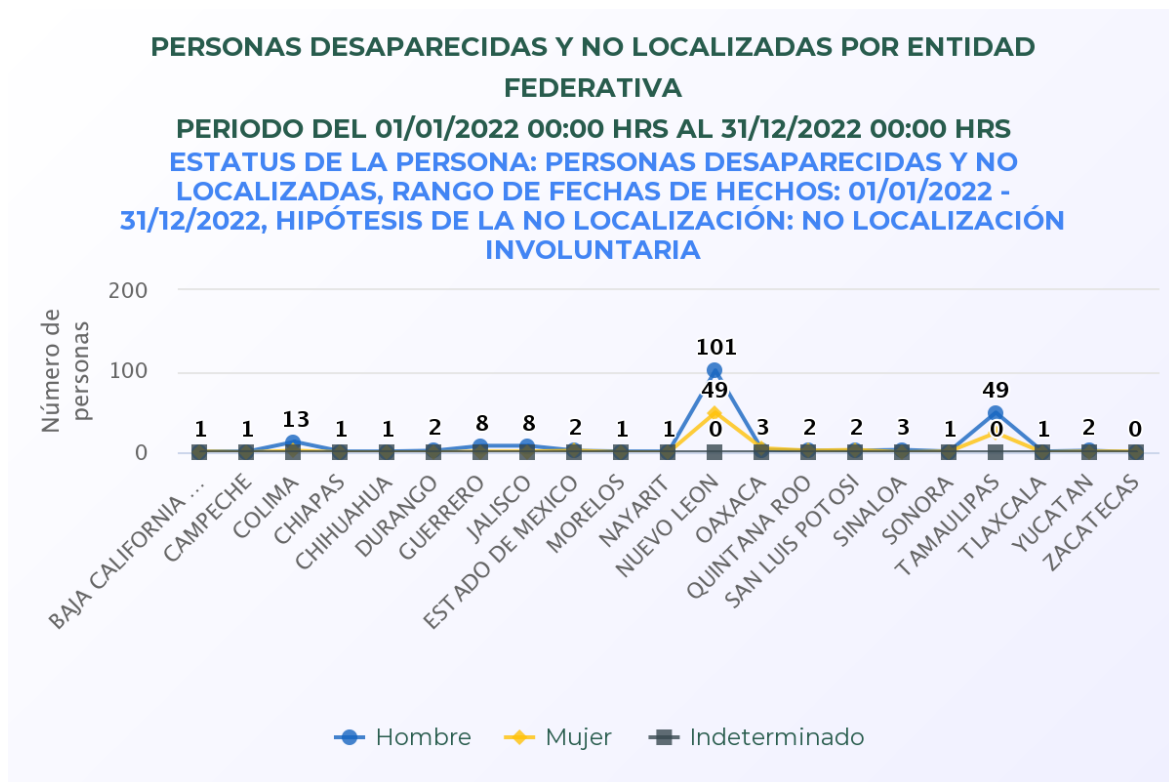 PERSONAS DESAPARECIDAS Y NO LOCALIZADAS POR ENTIDAD
FEDERATIVA
PERIODO DEL 01/01/2022 00:00 HRS AL 31/12/2022 00:00 HRS
ESTATUS DE LA PERSONA: PERSONAS DESAPARECIDAS Y NO
LOCALIZADAS, RANGO DE FECHAS DE HECHOS: 01/01/2022 -
31/12/2022, HIPÓTESIS DE LA NO LOCALIZACIÓN: NO LOCALIZACIÓN
INVOLUNTARIA
Número de
personas
200
100
0
101
49
0
49
0
1
1
13
1
1
2
8
8
2
1
1
3
2
2
3
1
1
2
0
BAJA CALIFORNIA ...
CAMPECHE
COLIMA
CHIAPAS
CHIHUAHUA
DURANGO
GUERRERO
JALISCO
ESTADO DE MEXICO
MORELOS
NAYARIT
NUEVO LEON
OAXACA
QUINTANA ROO
SAN LUIS POTOSI
SINALOA
SONORA
TAMAULIPAS
TLAXCALA
YUCATAN
ZACATECAS
Hombre
Mujer
Indeterminado